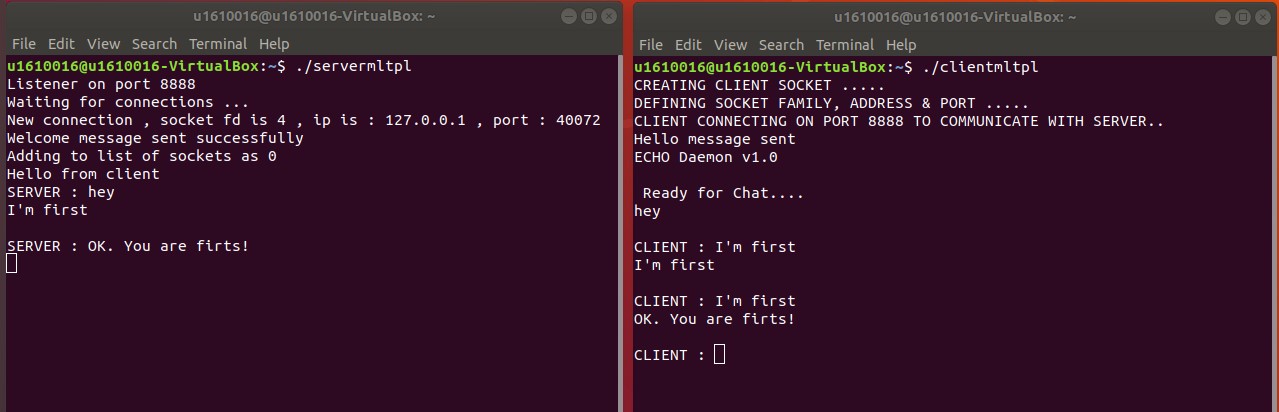 u1610016@u1610016-VirtualBox: ~
File Edit View Search Terminal Help
u1610016@u1610016-VirtualBox:~$ ./servermltpl
Listener on port 8888
Waiting for connections ...
New connection , socket fd is 4 , ip is : 127.0.0.1 , port : 40072
Welcome message sent successfully
Adding to list of sockets as 0
Hello from client
SERVER : hey
I'm first
SERVER : OK. You are firts!
u1610016@u1610016-VirtualBox: ~
File Edit View Search Terminal Help
u1610016@u1610016-VirtualBox:~$ ./clientmltpl
CREATING CLIENT SOCKET .....
DEFINING SOCKET FAMILY, ADDRESS & PORT .....
CLIENT CONNECTING ON PORT 8888 TO COMMUNICATE WITH SERVER..
Hello message sent
ECHO Daemon v1.0
Ready for Chat....
hey
CLIENT : I'm first
I'm first
CLIENT : I'm first
OK. You are firts!
CLIENT :